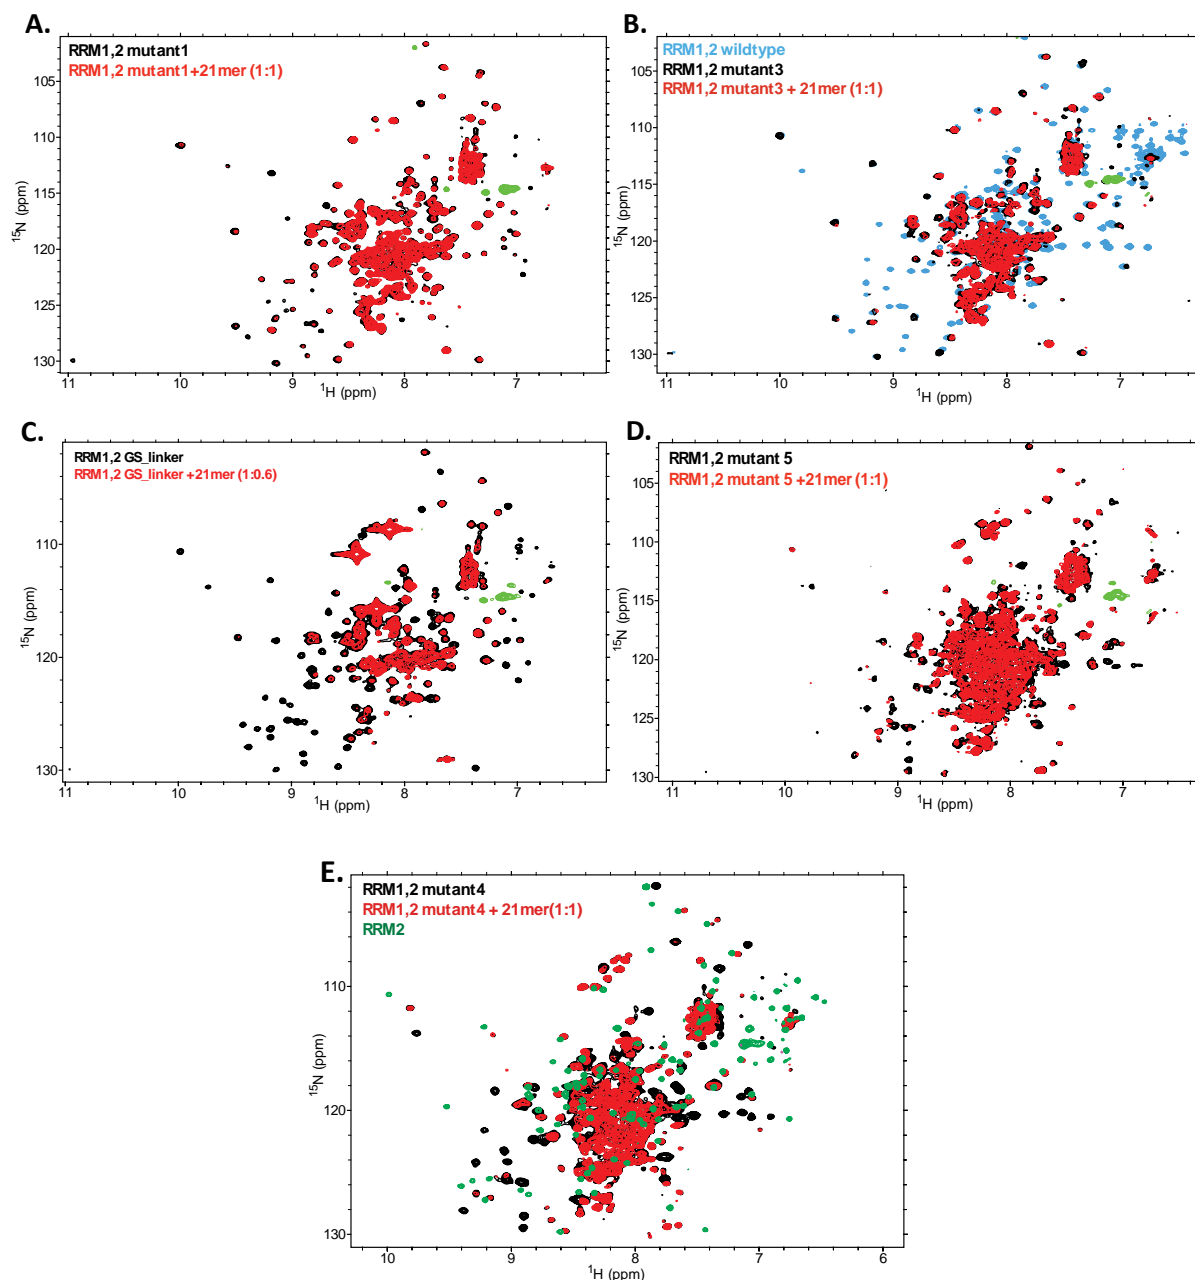 A.
RRM1,2 mutant1
RRM1,2 mutant1+21mer (1:1)
105
110
115
120
125
130
15N (ppm)
11 10 9 8 7
1H (ppm)
B.
RRM1,2 wildtype
RRM1,2 mutant3
RRM1,2 mutant3 + 21mer (1:1)
105
110
115
120
125
130
15N (ppm)
11 10 9 8 7
1H (ppm)
C.
RRM1,2 GS_linker
RRM1,2 GS_linker +21mer (1:0.6)
110
120
130
15N (ppm)
11 10 9 8 7
1H (ppm)
D.
RRM1,2 mutant 5
RRM1,2 mutant 5 +21mer (1:1)
105
110
115
120
125
130
15N (ppm)
11 10 9 8 7
1H (ppm)
E.
RRM1,2 mutant4
RRM1,2 mutant4 + 21mer(1:1)
RRM2
110
120
130
15N (ppm)
10 9 8 7 6
1H (ppm)